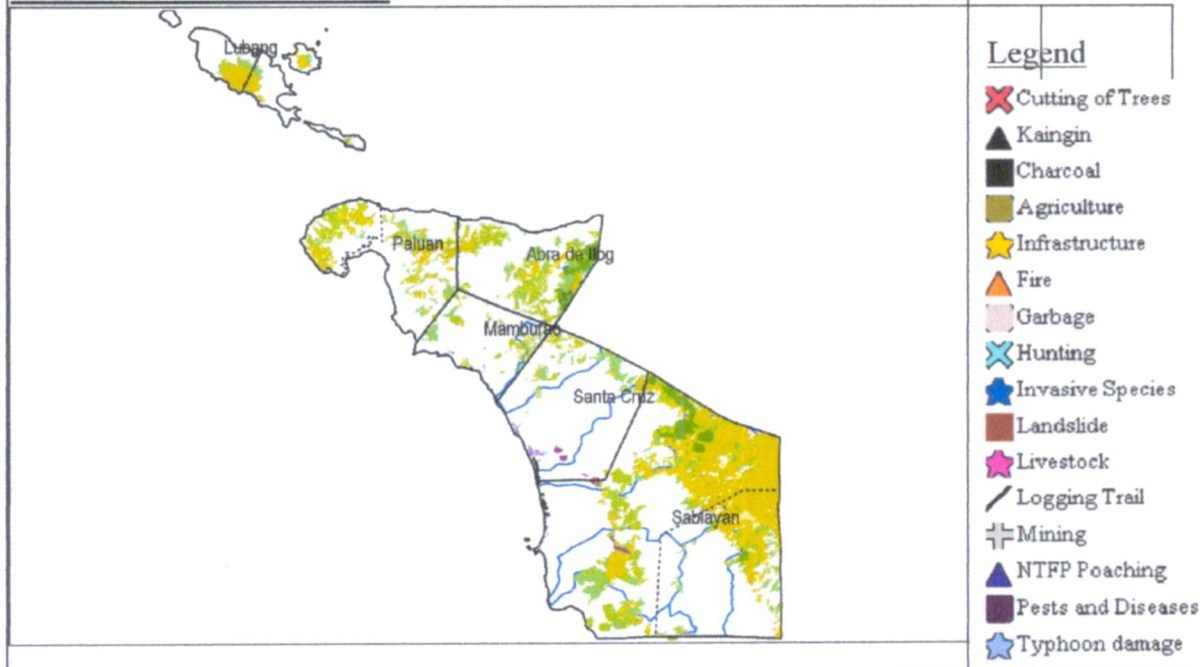 Lubang
Paluan
Abra de Ilog
Mamburao
Santa Cruz
Sablayan
Legend
Cutting of Trees
Kaingin
Charcoal
Agriculture
Infrastructure
Fire
Garbage
Hunting
Invasive Species
Landslide
Livestock
Logging Trail
Mining
NTFP Poaching
Pests and Diseases
Typhoon damage